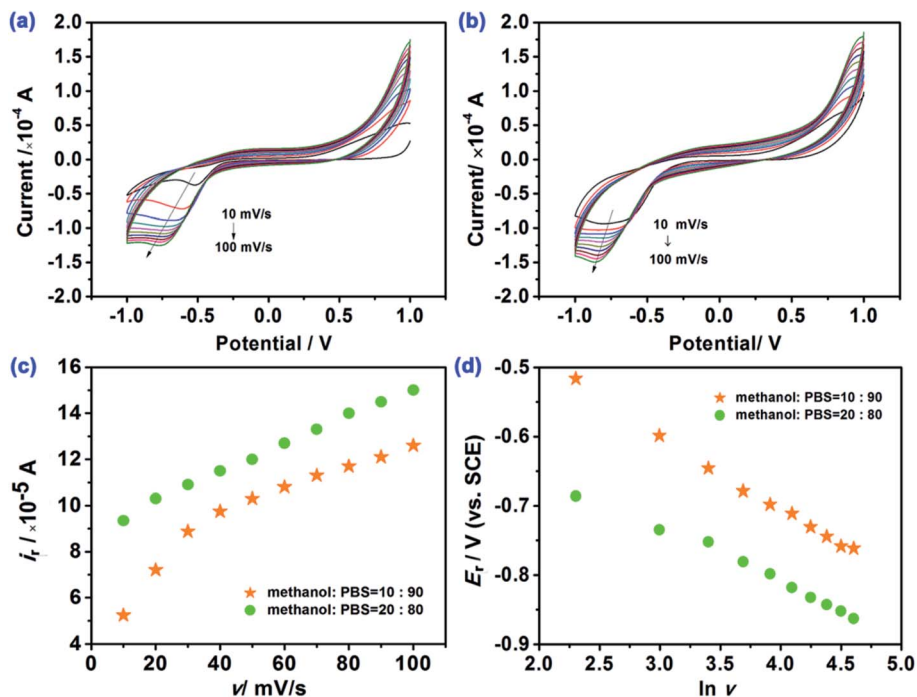 (a)
2.0
1.5
1.0
0.5
0.0
-0.5
-1.0
-1.5
-2.0
Current /×10⁻⁴ A
10 mV/s
100 mV/s
-1.0 -0.5 0.0 0.5 1.0
Potential / V
(b)
2.0
1.5
1.0
0.5
0.0
-0.5
-1.0
-1.5
-2.0
Current/ ×10⁻⁴ A
10 mV/s
100 mV/s
-1.0 -0.5 0.0 0.5 1.0
Potential/ V
(c)
16
14
12
10
8
6
4
iᵣ / ×10⁻⁵ A
methanol: PBS=10 : 90
methanol: PBS=20 : 80
0 20 40 60 80 100
v/ mV/s
(d)
-0.5
-0.6
-0.7
-0.8
-0.9
Eᵣ / V (vs. SCE)
methanol: PBS=10 : 90
methanol: PBS=20 : 80
2.0 2.5 3.0 3.5 4.0 4.5 5.0
ln v